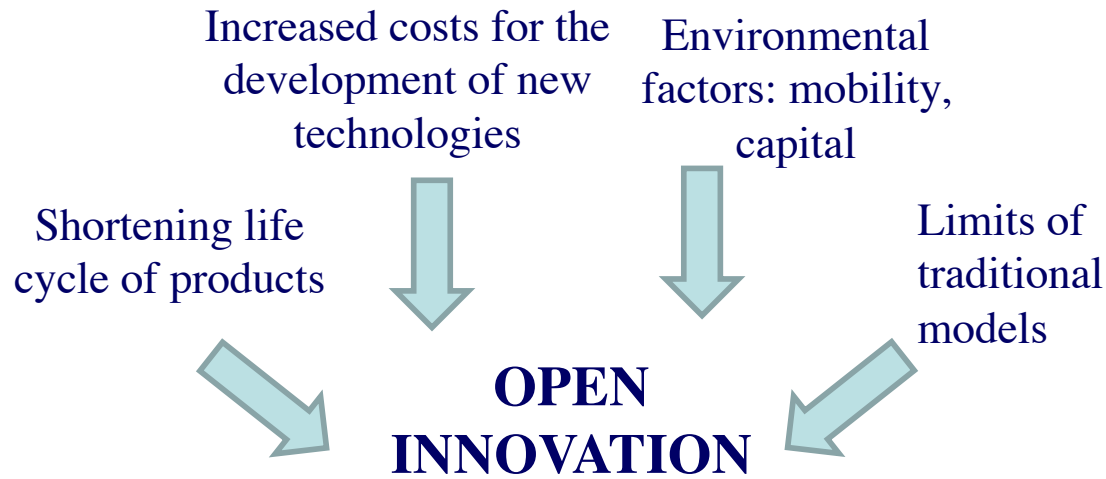 Increased costs for the
development of new
technologies
Environmental
factors: mobility,
capital
Shortening life
cycle of products
Limits of
traditional
models
OPEN
INNOVATION